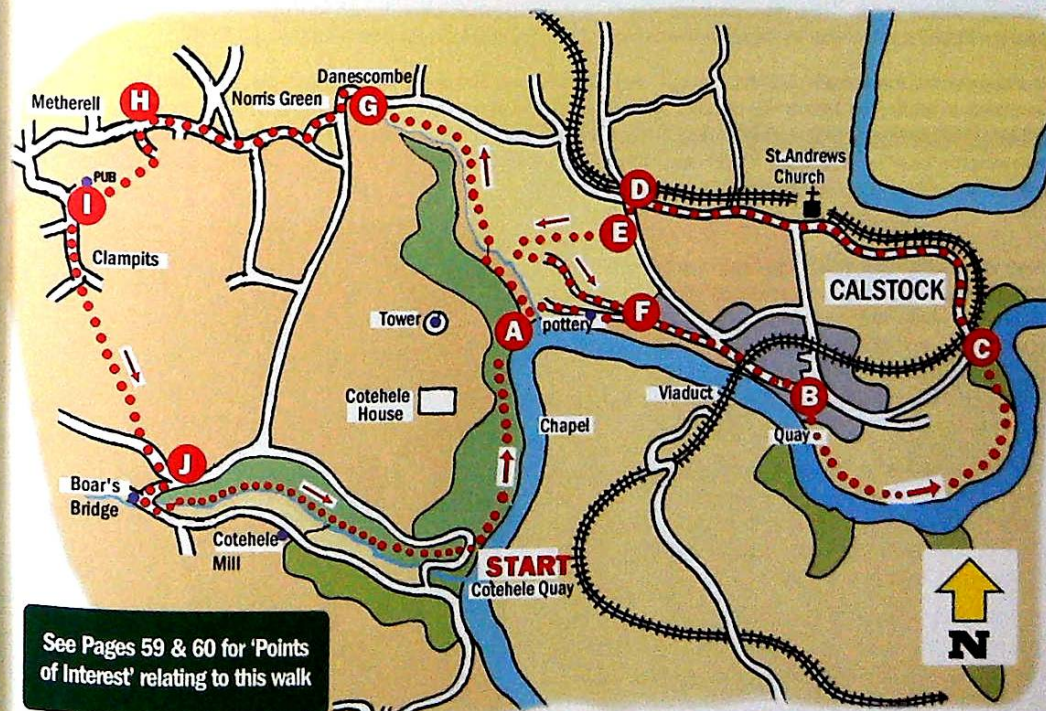 Danescombe
Metherell
H
Norris Green
G
PUB
I
Clampits
St.Andrews
Church
D
E
CALSTOCK
Tower
A
pottery
F
C
Cotehele
House
Chapel
Viaduct
B
Quay
J
Boar's
Bridge
Cotehele
Mill
START
Cotehele Quay
N
See Pages 59 & 60 for 'Points
of Interest' relating to this walk